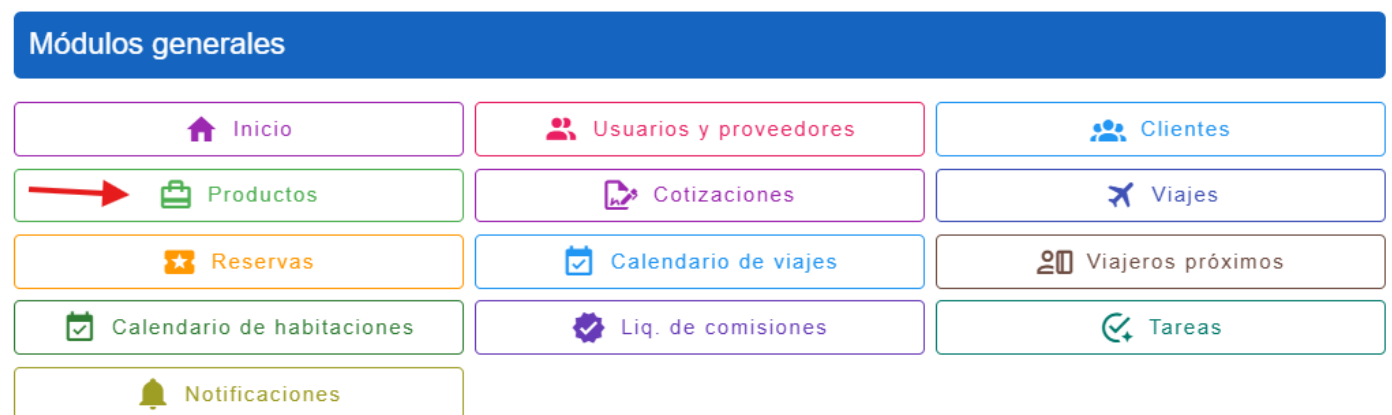 Módulos generales
Inicio
Usuarios y proveedores
Clientes
Productos
Cotizaciones
Viajes
Reservas
Calendario de viajes
Viajeros próximos
Calendario de habitaciones
Liq. de comisiones
Tareas
Notificaciones